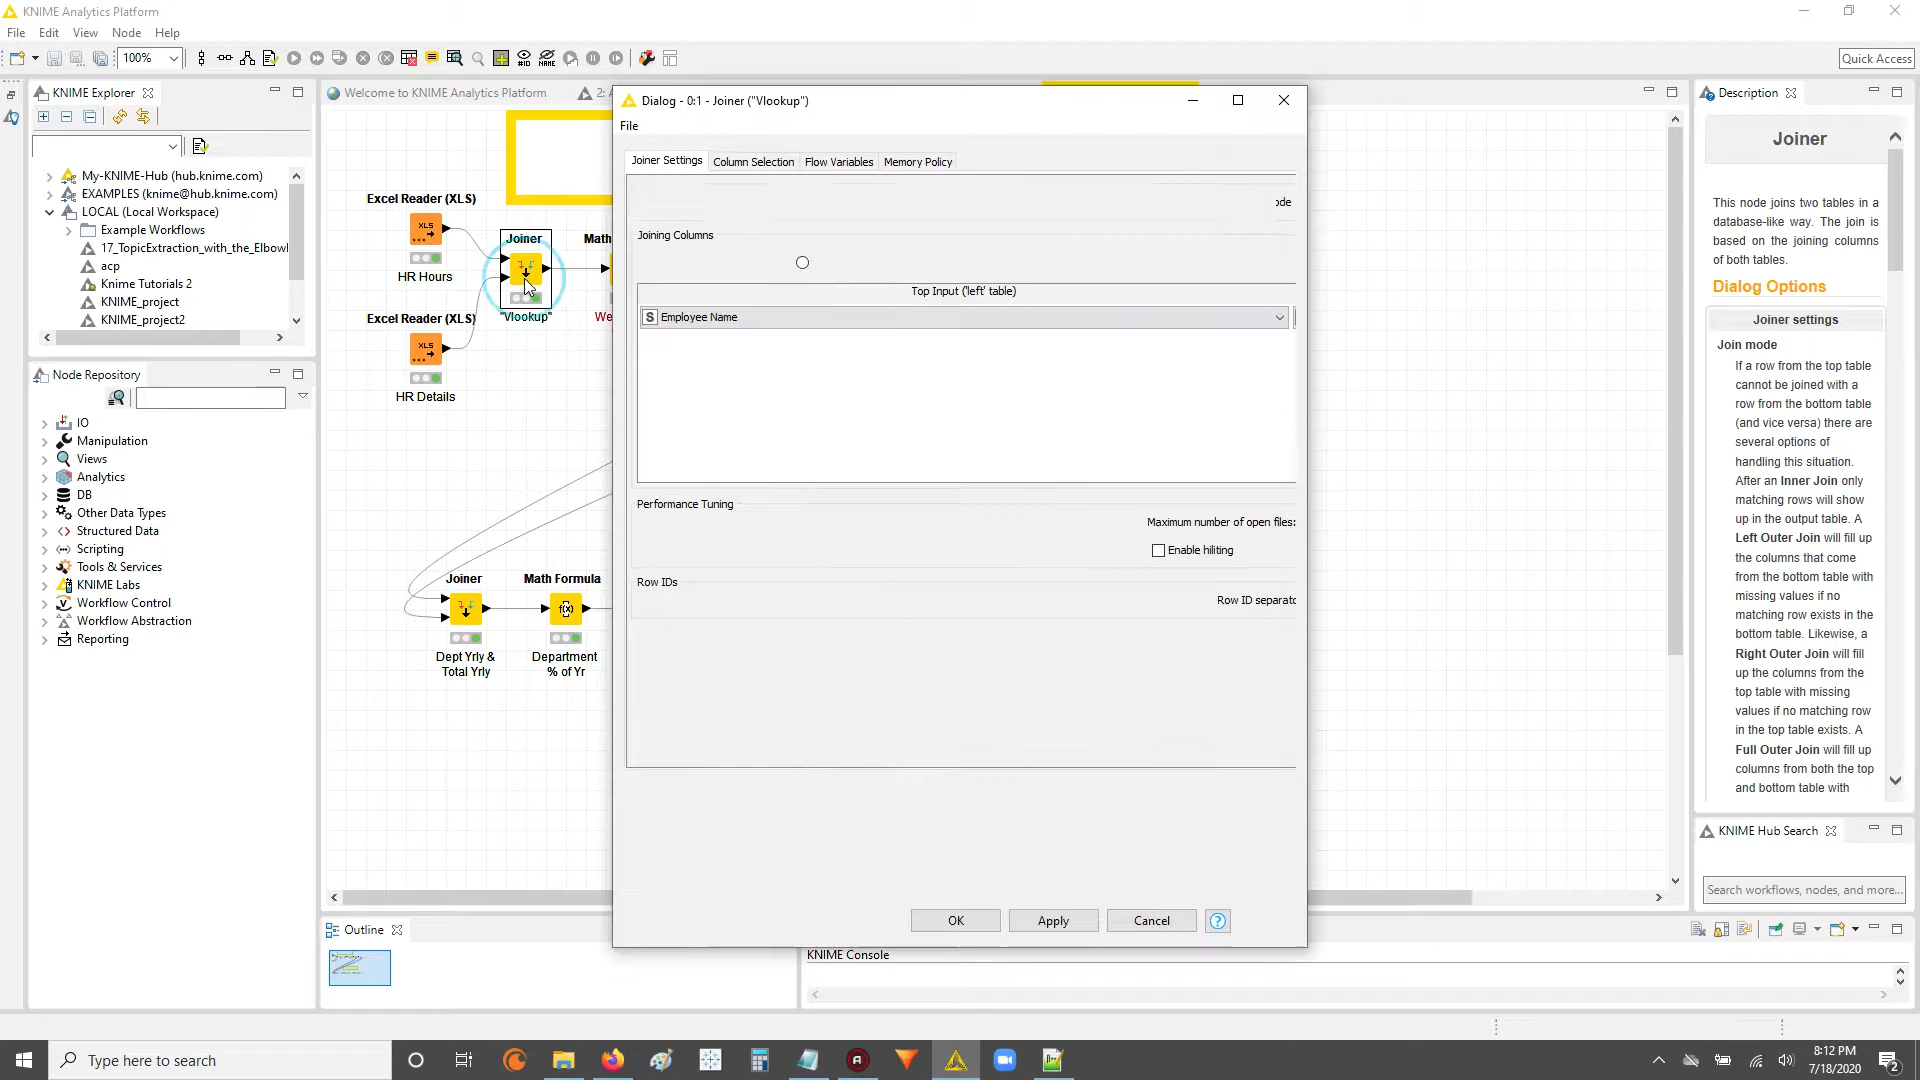 KNIME Analytics Platform
File Edit View Node Help
100%
Quick Access
KNIME Explorer
My-KNIME-Hub (hub.knime.com)
EXAMPLES (knime@hub.knime.com)
LOCAL (Local Workspace)
Example Workflows
17_TopicExtraction_with_the_Elbow
acp
Knime Tutorials 2
KNIME_project
KNIME_project2
Node Repository
IO
Manipulation
Views
Analytics
DB
Other Data Types
Structured Data
Scripting
Tools & Services
KNIME Labs
Workflow Control
Workflow Abstraction
Reporting
Welcome to KNIME Analytics Platform
2:
Excel Reader (XLS)
XLS
HR Hours
Joiner
"Vlookup"
Math
We
Excel Reader (XLS)
XLS
HR Details
Joiner
Dept Yrly &
Total Yrly
Math Formula
f(x)
Department
% of Yr
Dialog - 0:1 - Joiner ("Vlookup")
File
Joiner Settings Column Selection Flow Variables Memory Policy
ode
Joining Columns
Top Input ('left' table)
S Employee Name
Performance Tuning
Maximum number of open files:
Enable hiliting
Row IDs
Row ID separato
OK Apply Cancel ?
Outline
KNIME Console
Description
Joiner
This node joins two tables in a
database-like way. The join is
based on the joining columns
of both tables.
Dialog Options
Joiner settings
Join mode
If a row from the top table
cannot be joined with a
row from the bottom table
(and vice versa) there are
several options of
handling this situation.
After an Inner Join only
matching rows will show
up in the output table. A
Left Outer Join will fill up
the columns that come
from the bottom table with
missing values if no
matching row exists in the
bottom table. Likewise, a
Right Outer Join will fill
up the columns from the
top table with missing
values if no matching row
in the top table exists. A
Full Outer Join will fill up
columns from both the top
and bottom table with
KNIME Hub Search
Search workflows, nodes, and more...
Type here to search
8:12 PM
7/18/2020
2